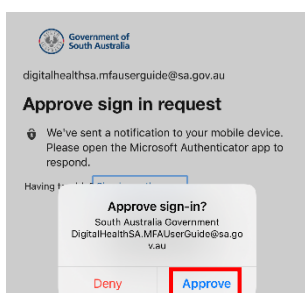 Government of
South Australia
digitalhealthsa.mfauserguide@sa.gov.au
Approve sign in request
We've sent a notification to your mobile device.
Please open the Microsoft Authenticator app to
respond.
Having
Approve sign-in?
South Australia Government
DigitalHealthSA.MFAUserGuide@sa.go
v.au
Deny
Approve